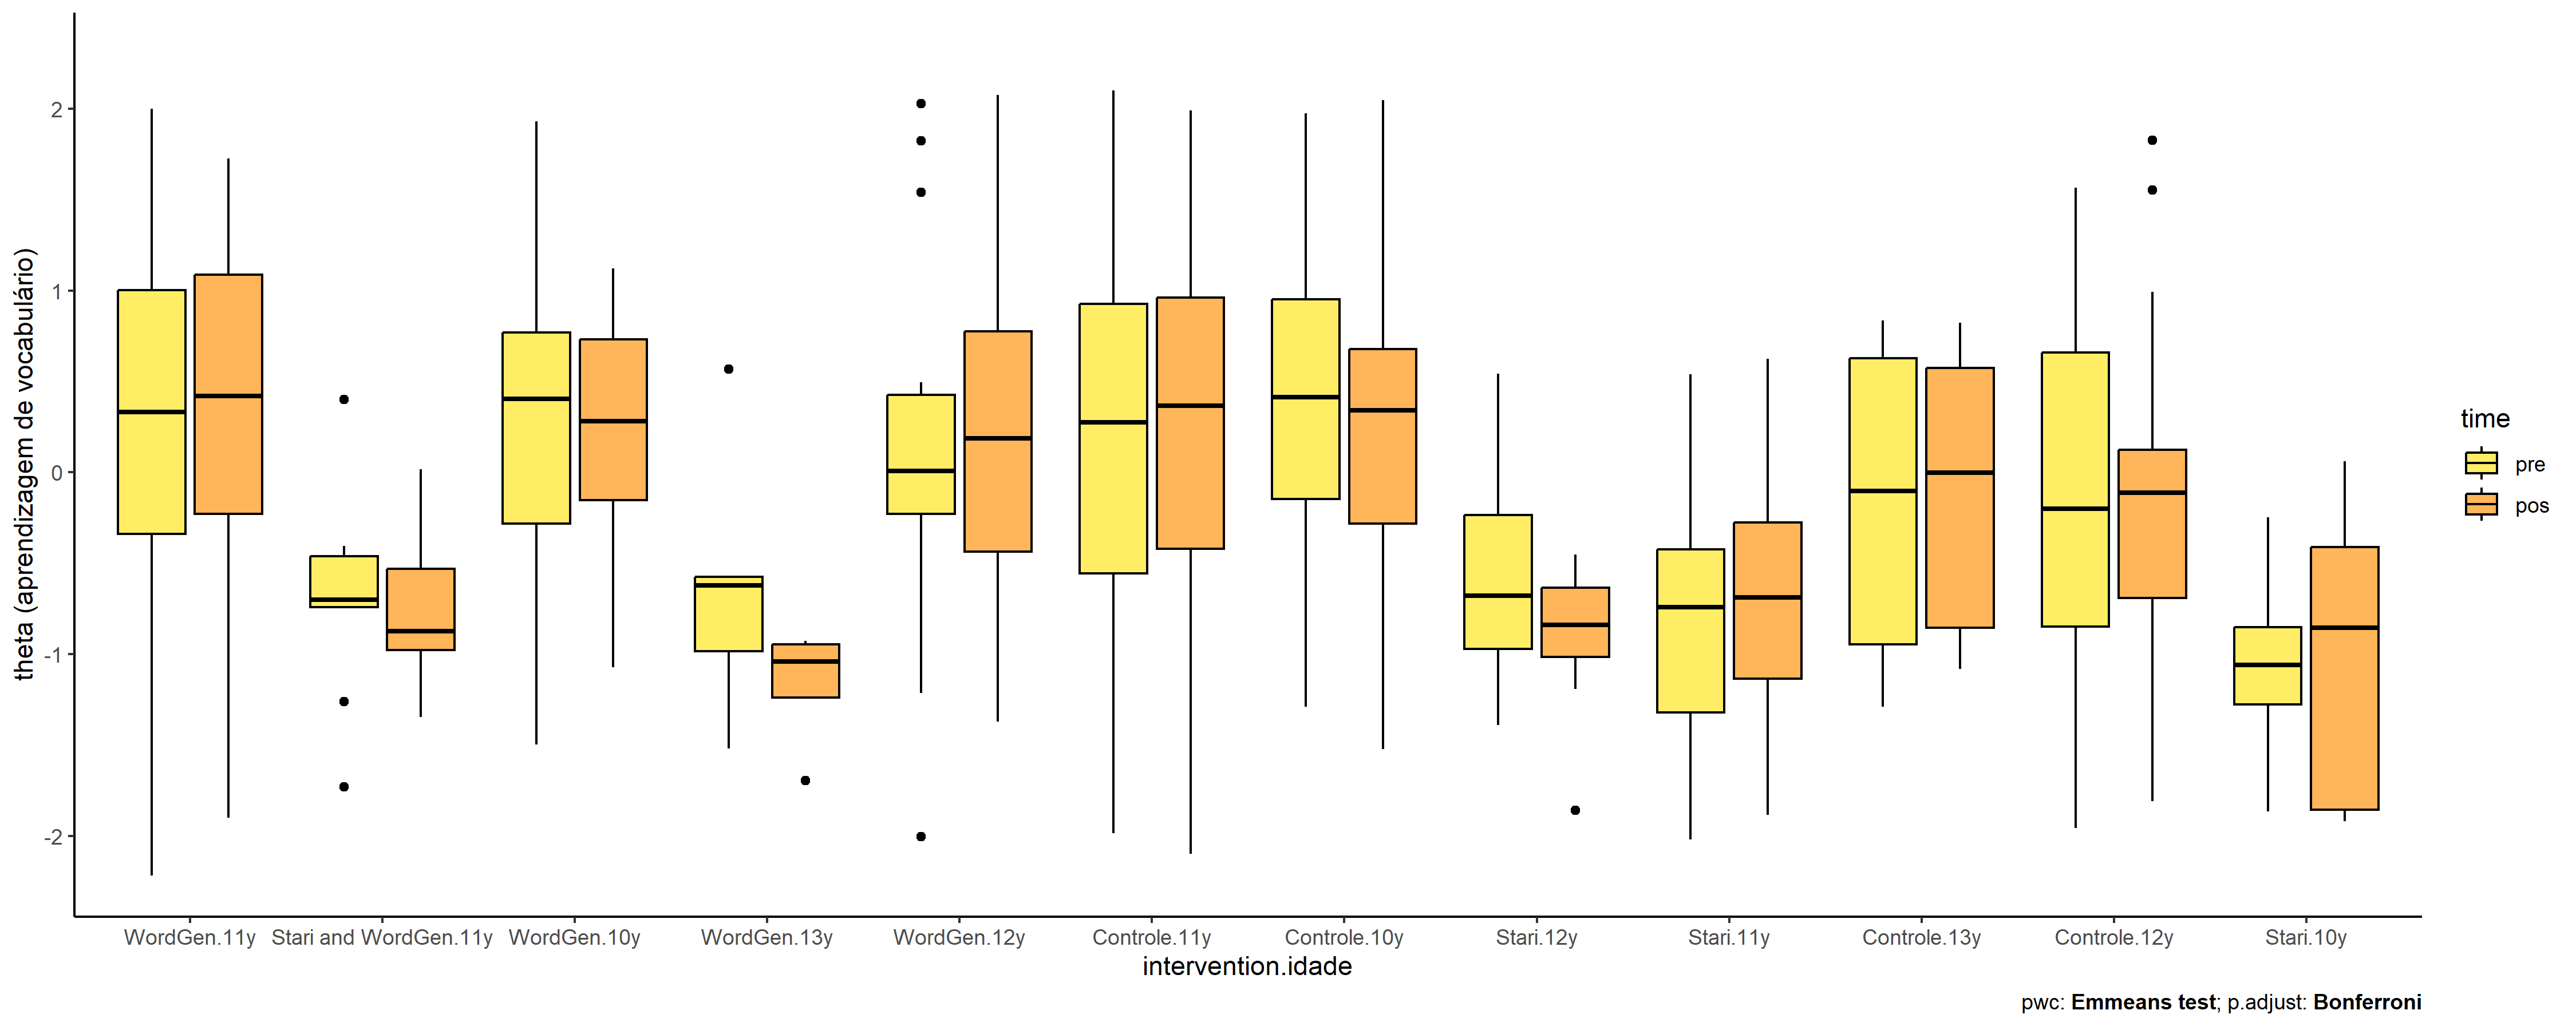 theta (aprendizagem de vocabulário)
2
1
0
-1
-2
WordGen.11y Stari and WordGen.11y WordGen.10y WordGen.13y WordGen.12y Controle.11y Controle.10y Stari.12y Stari.11y Controle.13y Controle.12y Stari.10y
intervention.idade
time
pre
pos
pwc: Emmeans test; p.adjust: Bonferroni